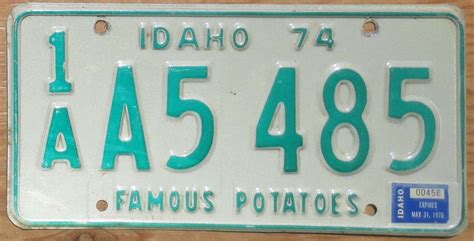 IDAHO 74
1/A A5 485
FAMOUS POTATOES
IDAHO
EXPIRES
MAR 31, 1976